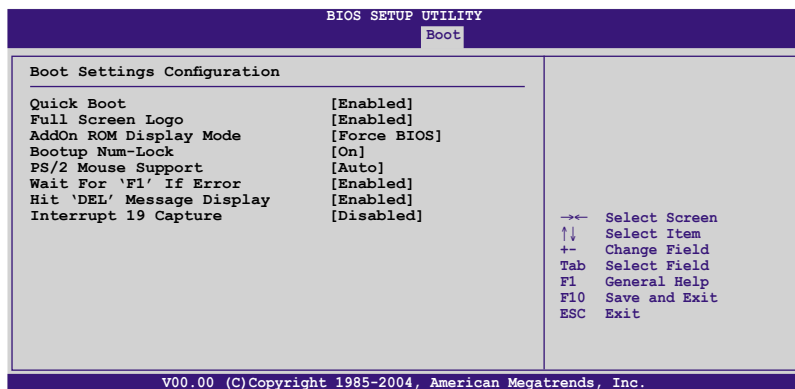 BIOS SETUP UTILITY
Boot
Boot Settings Configuration
Quick Boot [Enabled]
Full Screen Logo [Enabled]
AddOn ROM Display Mode [Force BIOS]
Bootup Num-Lock [On]
PS/2 Mouse Support [Auto]
Wait For ‘F1’ If Error [Enabled]
Hit ‘DEL’ Message Display [Enabled]
Interrupt 19 Capture [Disabled]
→← Select Screen
↑↓ Select Item
+- Change Field
Tab Select Field
F1 General Help
F10 Save and Exit
ESC Exit
V00.00 (C)Copyright 1985-2004, American Megatrends, Inc.